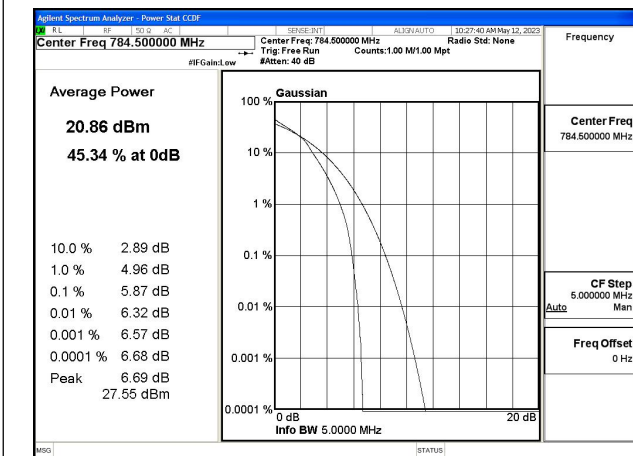 Agilent Spectrum Analyzer - Power Stat CCDF
RL RF 50 Ω AC SENSE:INT ALIGN AUTO 10:27:40 AM May 12, 2023
Center Freq 784.500000 MHz
Center Freq: 784.500000 MHz Radio Std: None
Trig: Free Run Counts:1.00 M/1.00 Mpt
#IFGain:Low #Atten: 40 dB
Frequency
Average Power
20.86 dBm
45.34 % at 0dB
10.0 % 2.89 dB
1.0 % 4.96 dB
0.1 % 5.87 dB
0.01 % 6.32 dB
0.001 % 6.57 dB
0.0001 % 6.68 dB
Peak 6.69 dB
27.55 dBm
Gaussian
100 %
10 %
1 %
0.1 %
0.01 %
0.001 %
0.0001 %
0 dB 20 dB
Info BW 5.0000 MHz
Center Freq
784.500000 MHz
CF Step
5.000000 MHz
Auto Man
Freq Offset
0 Hz
MSG STATUS